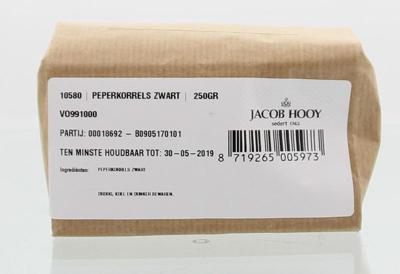 10580 | PEPERKORRELS ZWART | 250GR
VO991000
PARTIJ: 00018692 - B0905170101
TEN MINSTE HOUDBAAR TOT: 30-05-2019
Ingrediënten: PEPERKORRELS ZWART
DROOG, KOEL EN DONKER BEWAREN.
JACOB HOOY
sedert 1743
8 719265 005973